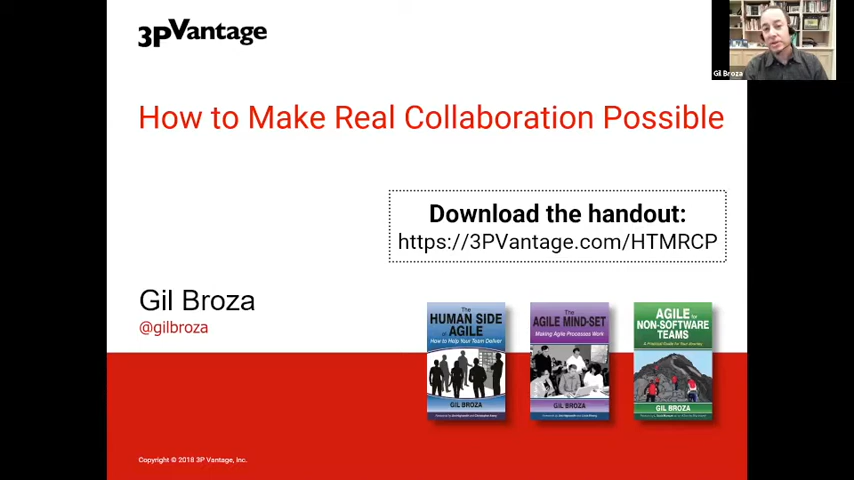 3PVantage
Gil Broza
How to Make Real Collaboration Possible
Download the handout:
https://3PVantage.com/HTMRCP
Gil Broza
@gilbroza
The
HUMAN SIDE
of AGILE
How to Help Your Team Deliver
GIL BROZA
The
AGILE MIND-SET
Making Agile Processes Work
GIL BROZA
AGILE for
NON-SOFTWARE
TEAMS
A Practical Guide for Your Journey
GIL BROZA
Copyright © 2018 3P Vantage, Inc.